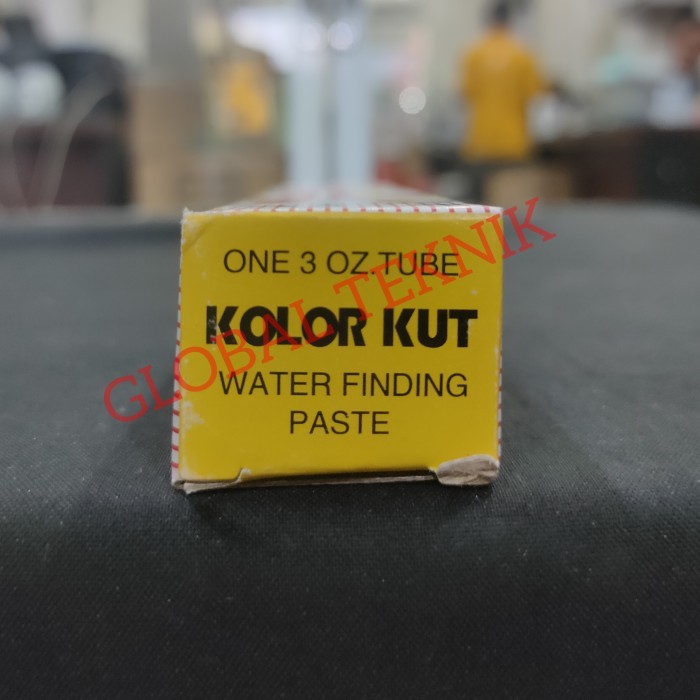 ONE 3 OZ TUBE
KOLOR KUT
WATER FINDING
PASTE
GLOBAL TEKNIK